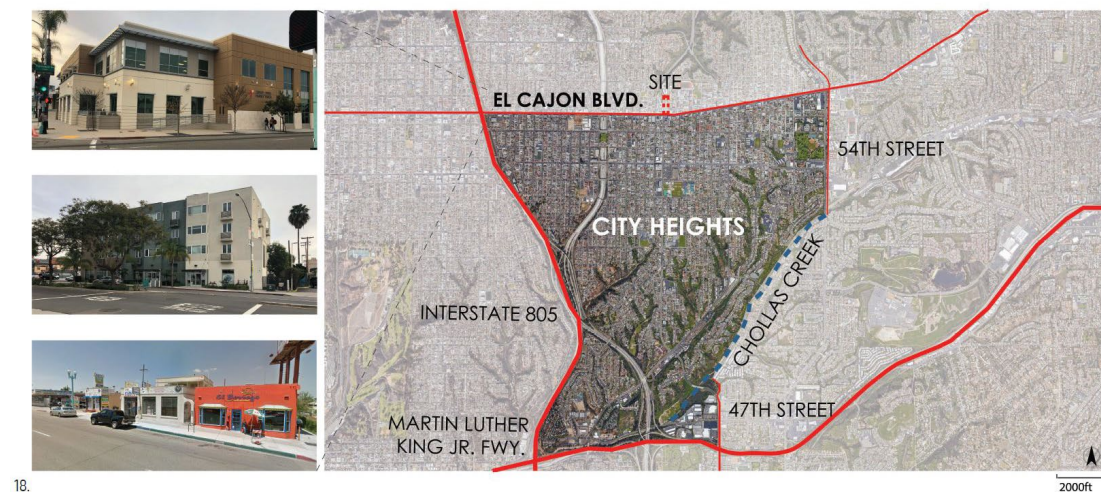 SITE
EL CAJON BLVD.
54TH STREET
CITY HEIGHTS
CHOLLAS CREEK
INTERSTATE 805
47TH STREET
MARTIN LUTHER
KING JR. FWY.
18.
2000ft